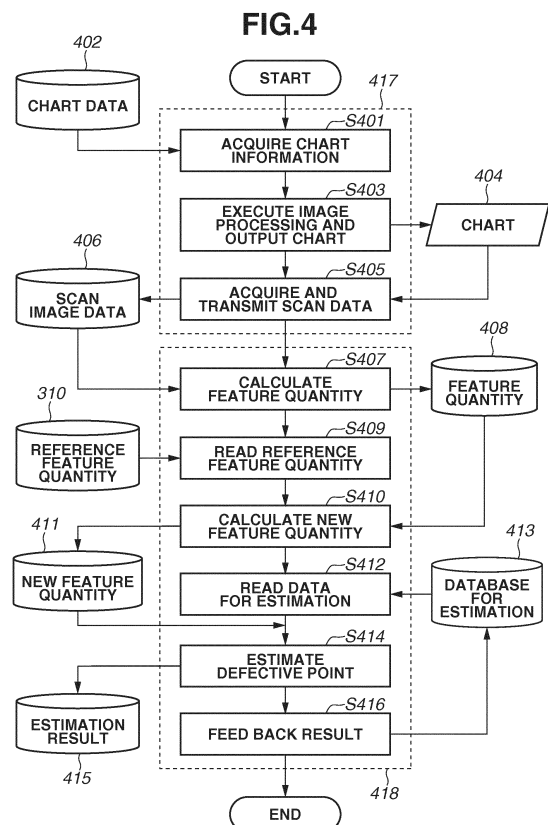 FIG.4
402
START
CHART DATA
417
S401
ACQUIRE CHART
INFORMATION
S403
404
EXECUTE IMAGE
PROCESSING AND
OUTPUT CHART
CHART
406
S405
SCAN
IMAGE DATA
ACQUIRE AND
TRANSMIT SCAN DATA
S407
408
CALCULATE
FEATURE QUANTITY
FEATURE
QUANTITY
310
S409
REFERENCE
FEATURE
QUANTITY
READ REFERENCE
FEATURE QUANTITY
S410
411
CALCULATE NEW
FEATURE QUANTITY
413
NEW FEATURE
QUANTITY
S412
READ DATA
FOR ESTIMATION
DATABASE
FOR
ESTIMATION
S414
ESTIMATE
DEFECTIVE POINT
ESTIMATION
RESULT
S416
FEED BACK RESULT
415
418
END